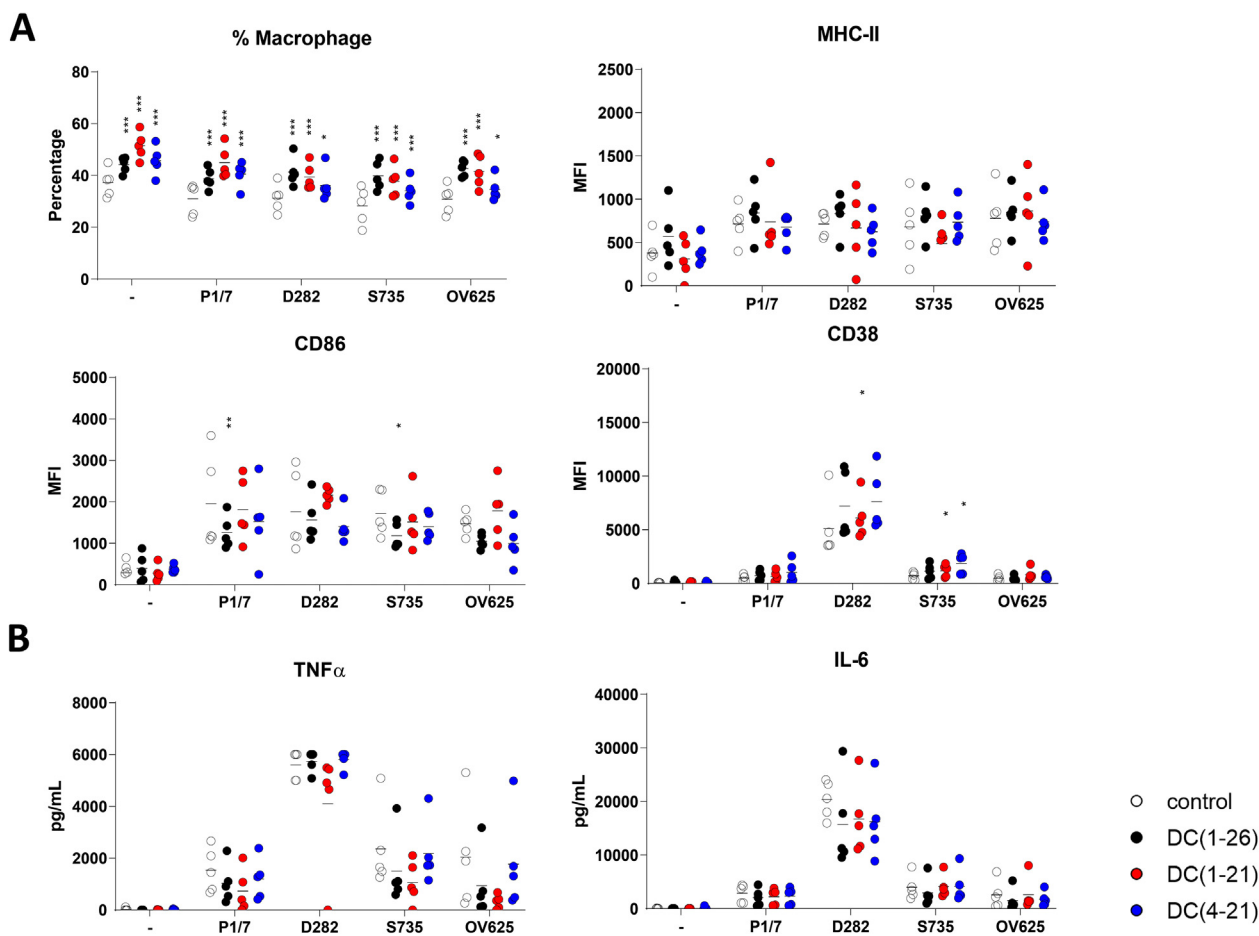 A
% Macrophage
Percentage
80
60
40
20
0
*** *** ***
*** *** ***
*** *** *
*** *** ***
*** *** *
- P1/7 D282 S735 OV625
MHC-II
MFI
2500
2000
1500
1000
500
0
- P1/7 D282 S735 OV625
CD86
MFI
5000
4000
3000
2000
1000
0
**
*
- P1/7 D282 S735 OV625
CD38
MFI
20000
15000
10000
5000
0
*
* *
- P1/7 D282 S735 OV625
B
TNFα
pg/mL
8000
6000
4000
2000
0
- P1/7 D282 S735 OV625
IL-6
pg/mL
40000
30000
20000
10000
0
- P1/7 D282 S735 OV625
control
DC(1-26)
DC(1-21)
DC(4-21)